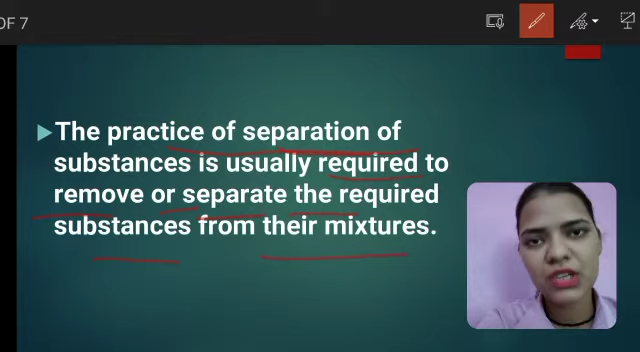 OF 7
The practice of separation of
substances is usually required to
remove or separate the required
substances from their mixtures.